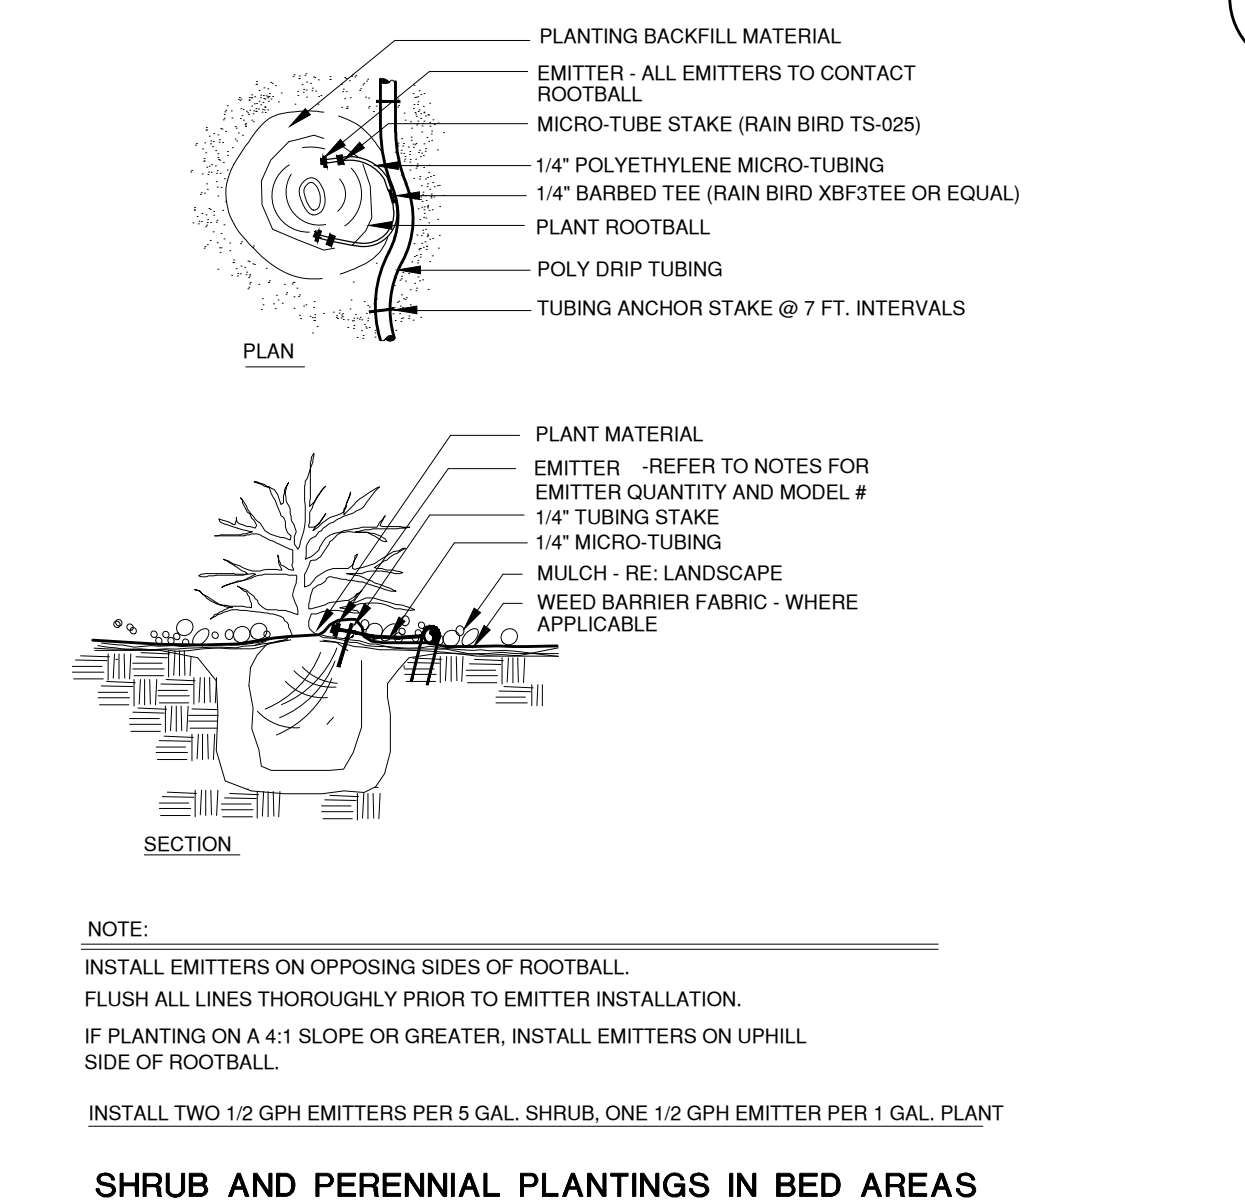 PLANTING BACKFILL MATERIAL
EMITTER - ALL EMITTERS TO CONTACT
ROOTBALL
MICRO-TUBE STAKE (RAIN BIRD TS-025)
1/4" POLYETHYLENE MICRO-TUBING
1/4" BARBED TEE (RAIN BIRD XBF3TEE OR EQUAL)
PLANT ROOTBALL
POLY DRIP TUBING
TUBING ANCHOR STAKE @ 7 FT. INTERVALS
PLAN
PLANT MATERIAL
EMITTER -REFER TO NOTES FOR
EMITTER QUANTITY AND MODEL #
1/4" TUBING STAKE
1/4" MICRO-TUBING
MULCH - RE: LANDSCAPE
WEED BARRIER FABRIC - WHERE
APPLICABLE
SECTION
NOTE:
INSTALL EMITTERS ON OPPOSING SIDES OF ROOTBALL.
FLUSH ALL LINES THOROUGHLY PRIOR TO EMITTER INSTALLATION.
IF PLANTING ON A 4:1 SLOPE OR GREATER, INSTALL EMITTERS ON UPHILL
SIDE OF ROOTBALL.
INSTALL TWO 1/2 GPH EMITTERS PER 5 GAL. SHRUB, ONE 1/2 GPH EMITTER PER 1 GAL. PLANT
SHRUB AND PERENNIAL PLANTINGS IN BED AREAS